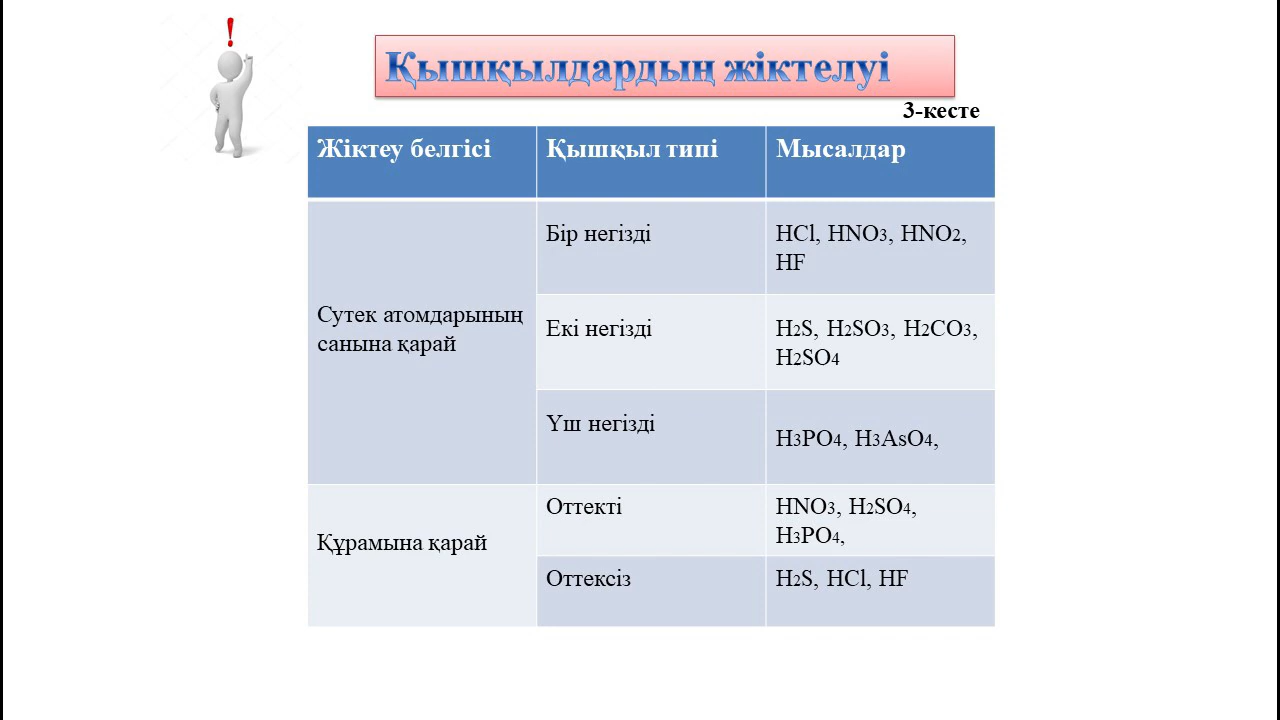 Қышқылдардың жіктелуі
3-кесте
Жіктеу белгісі
Қышқыл типі
Мысалдар
Сутек атомдарының
санына қарай
Бір негізді
HCl, HNO3, HNO2,
HF
Екі негізді
H2S, H2SO3, H2CO3,
H2SO4
Үш негізді
H3PO4, H3AsO4,
Құрамына қарай
Оттекті
HNO3, H2SO4,
H3PO4,
Оттексіз
H2S, HCl, HF